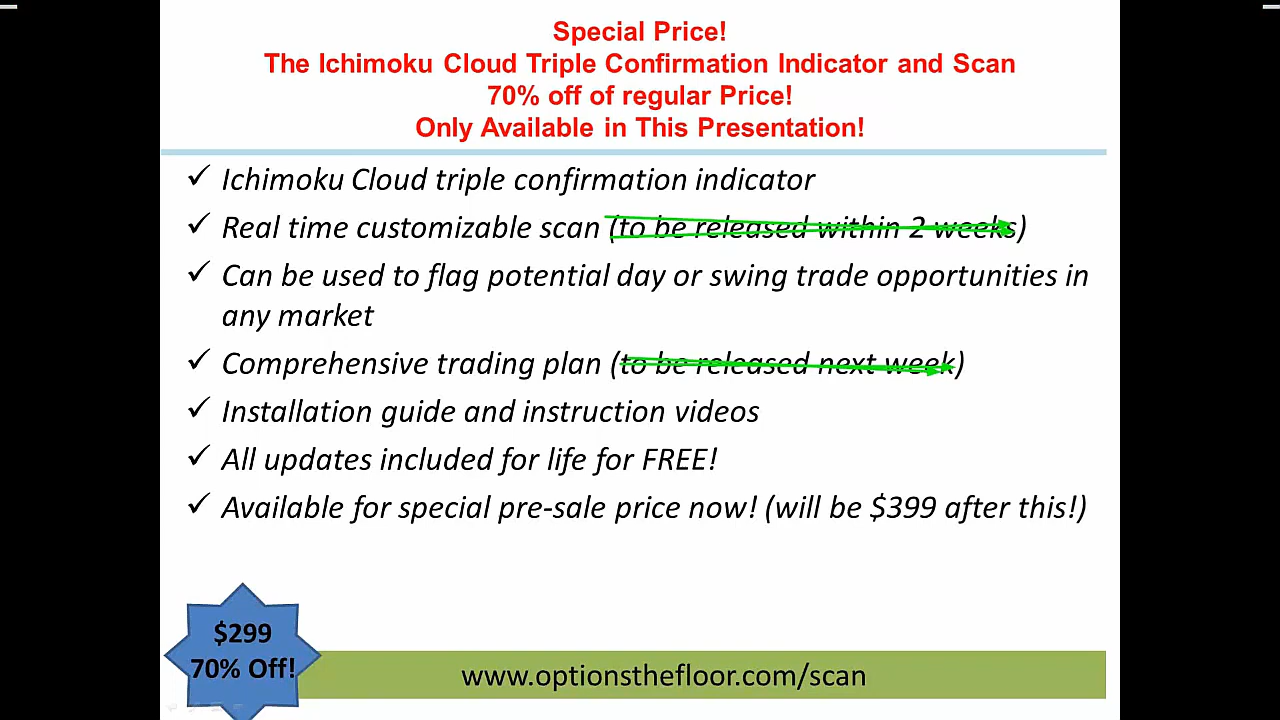 Special Price!
The Ichimoku Cloud Triple Confirmation Indicator and Scan
70% off of regular Price!
Only Available in This Presentation!
✓ Ichimoku Cloud triple confirmation indicator
✓ Real time customizable scan (to be released within 2 weeks)
✓ Can be used to flag potential day or swing trade opportunities in
any market
✓ Comprehensive trading plan (to be released next week)
✓ Installation guide and instruction videos
✓ All updates included for life for FREE!
✓ Available for special pre-sale price now! (will be $399 after this!)
$299
70% Off!
www.optionsthefloor.com/scan